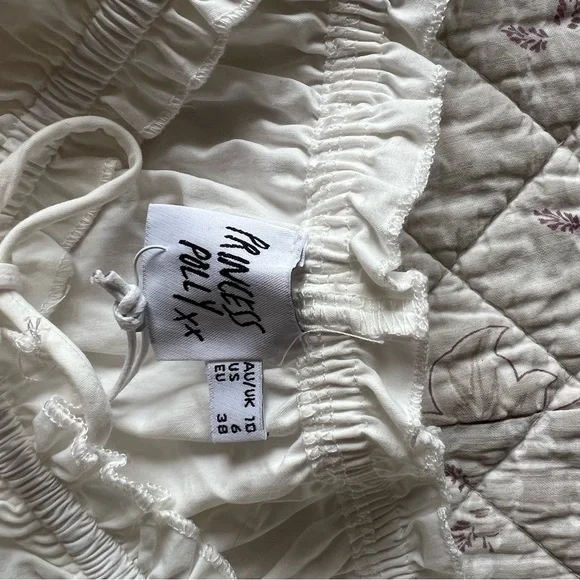 PRINCESS
POLLY xx
AU/UK 10
US 6
EU 38